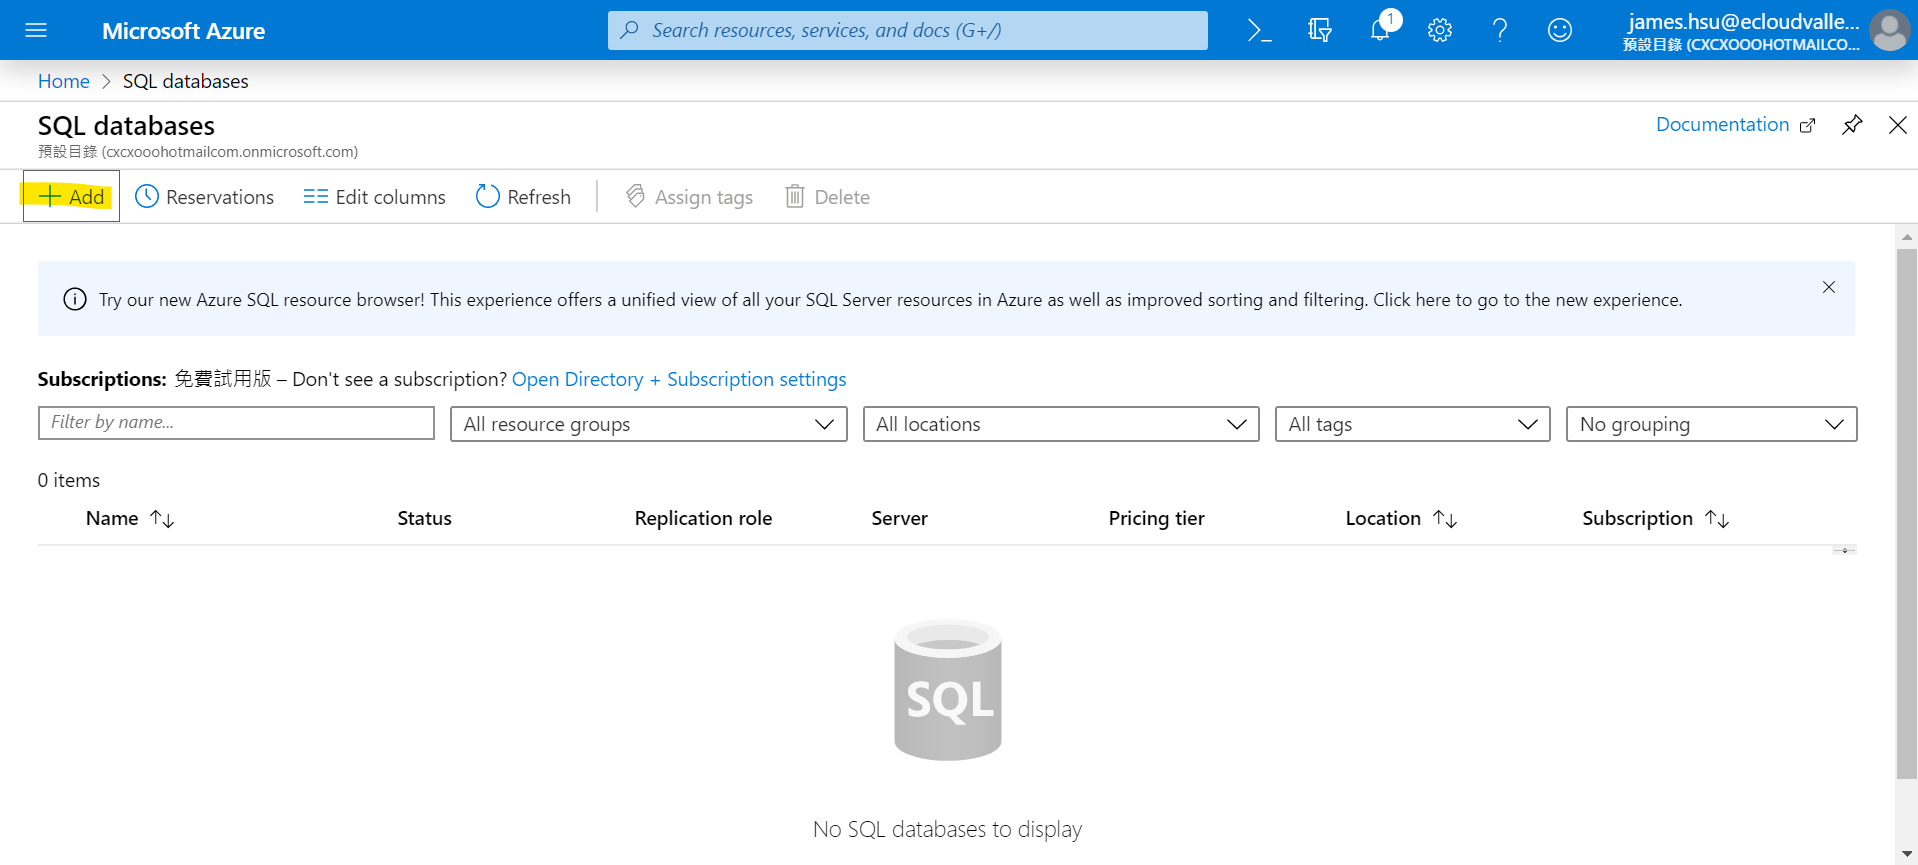 Microsoft Azure
Search resources, services, and docs (G+/)
1
james.hsu@ecloudvalle...
預設目錄 (CXCXOOOHOTMAILCO...
Home > SQL databases
SQL databases
預設目錄 (cxcxooohotmailcom.onmicrosoft.com)
Documentation
Add Reservations Edit columns Refresh Assign tags Delete
Try our new Azure SQL resource browser! This experience offers a unified view of all your SQL Server resources in Azure as well as improved sorting and filtering. Click here to go to the new experience.
Subscriptions: 免費試用版 – Don't see a subscription? Open Directory + Subscription settings
Filter by name... All resource groups All locations All tags No grouping
0 items
Name Status Replication role Server Pricing tier Location Subscription
SQL
No SQL databases to display